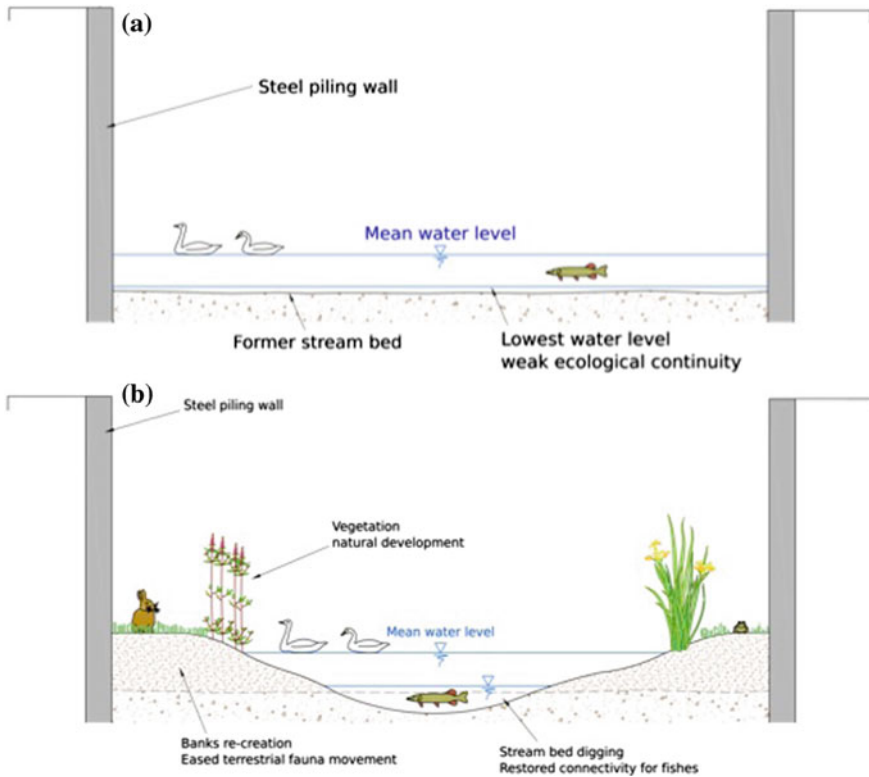 (a)
Steel piling wall
Mean water level
Former stream bed
Lowest water level
weak ecological continuity
(b)
Steel piling wall
Vegetation
natural development
Mean water level
Banks re-creation
Eased terrestrial fauna movement
Stream bed digging
Restored connectivity for fishes